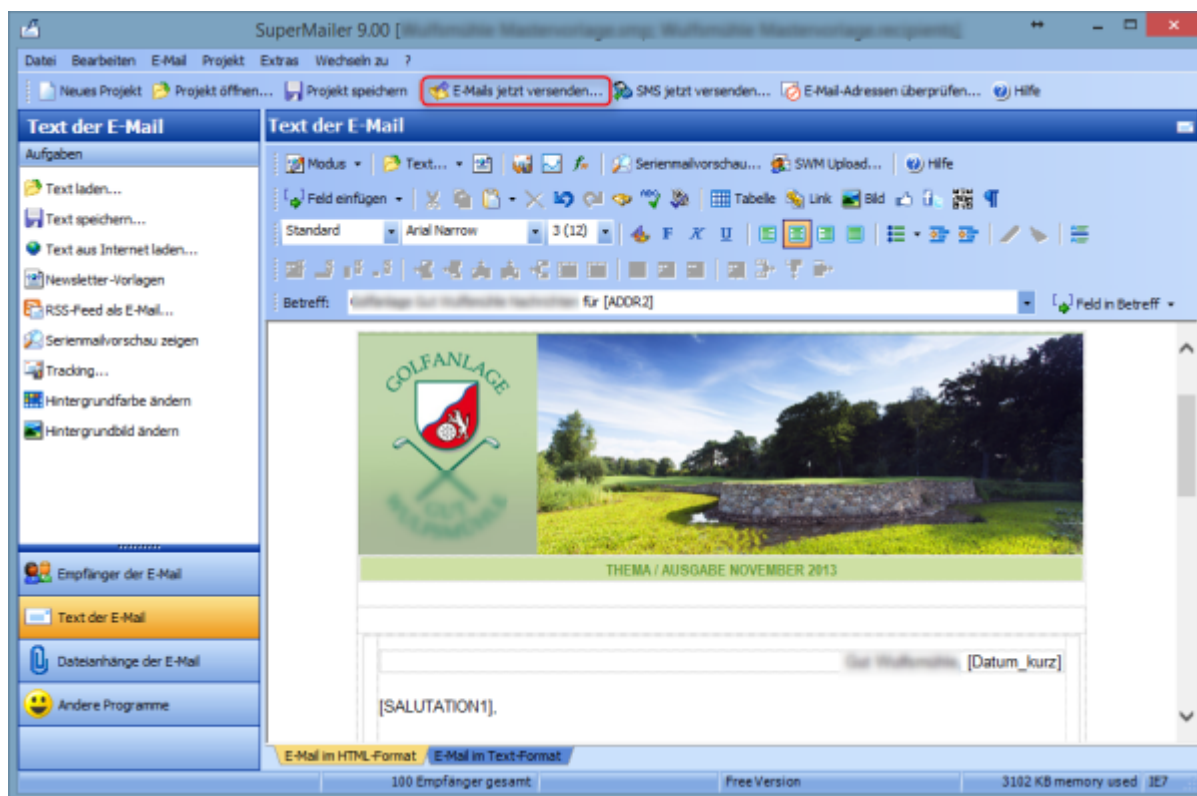 SuperMailer 9.00 [
Datei Bearbeiten E-Mail Projekt Extras Wechseln zu ?
Neues Projekt Projekt öffnen... Projekt speichern E-Mails jetzt versenden... SMS jetzt versenden... E-Mail-Adressen überprüfen... Hilfe
Text der E-Mail
Aufgaben
Text laden...
Text speichern...
Text aus Internet laden...
Newsletter-Vorlagen
RSS-Feed als E-Mail...
Serienmailvorschau zeigen
Tracking...
Hintergrundfarbe ändern
Hintergrundbild ändern
Empfänger der E-Mail
Text der E-Mail
Dateianhänge der E-Mail
Andere Programme
Text der E-Mail
Modus Text... Serienmailvorschau... SWM Upload... Hilfe
Feld einfügen Tabelle Link Bild
Standard Arial Narrow 3 (12) F K U
Betreff: für [ADDR2] Feld in Betreff
GOLFANLAGE
GUT
THEMA / AUSGABE NOVEMBER 2013
[Datum_kurz]
[SALUTATION1],
E-Mail im HTML-Format E-Mail im Text-Format
100 Empfänger gesamt Free Version 3102 KB memory used IE7